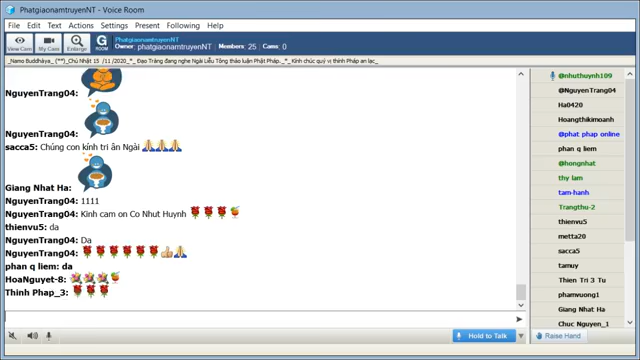 PhatgiaonamtruyenNT - Voice Room
File Edit Text Actions Settings Present Following Help
View Cam
My Cam
Enlarge
G
ROOM
PhatgiaonamtruyenNT
Owner: phatgiaonamtruyenNT Members: 25 Cams: 0
_Namo Buddhàya_ (**)_Chú Nhật 15 /11 /2020_*_ Đạo Tràng đang nghe Ngài Liễu Tông thảo luận Phật Pháp._*_ Kính chúc quý vị thính Pháp an lạc_
NguyenTrang04:
NguyenTrang04:
sacca5: Chúng con kính tri ân Ngài
Giang Nhat Ha:
NguyenTrang04: 1111
NguyenTrang04: Kinh cam on Co Nhut Huynh
thienvu5: da
NguyenTrang04: Da
NguyenTrang04:
phan q liem: da
HoaNguyet-8:
Thinh Phap_3:
@nhuthuynh109
@NguyenTrang04
Ha0420
Hoangthikimoanh
@phat phap online
phan q liem
@hongnhat
thy lam
tam-hanh
Trangthu-2
thienvu5
metta20
sacca5
tamuy
Thien Tri 3 Tu
phamvuong1
Giang Nhat Ha
Chuc Nguyen_1
Hold to Talk
Raise Hand